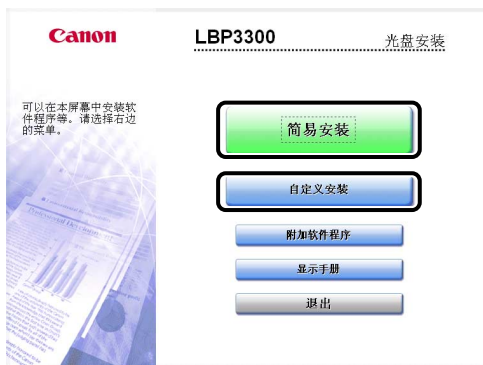 Canon
LBP3300
光盘安装
可以在本屏幕中安装软
件程序等。请选择右边
的菜单。
简易安装
自定义安装
附加软件程序
显示手册
退出